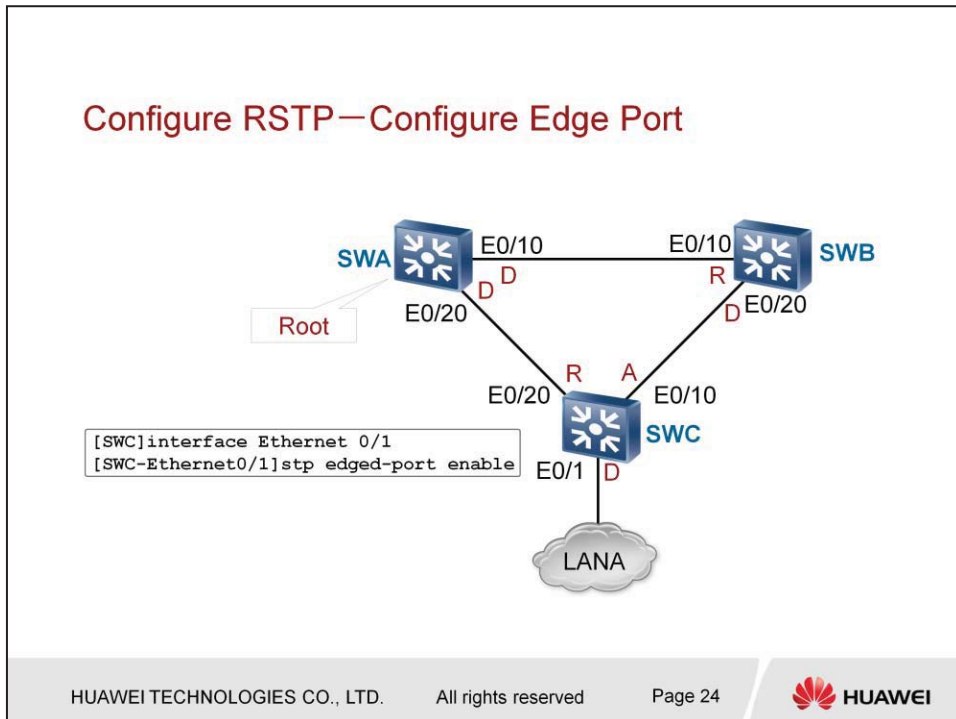 Configure RSTP—Configure Edge Port
SWA
E0/10
E0/10
SWB
D
D
R
E0/20
D
E0/20
Root
R
A
E0/20
E0/10
SWC
[SWC]interface Ethernet 0/1
[SWC-Ethernet0/1]stp edged-port enable
E0/1
D
LANA
HUAWEI TECHNOLOGIES CO., LTD.
All rights reserved
Page 24
HUAWEI